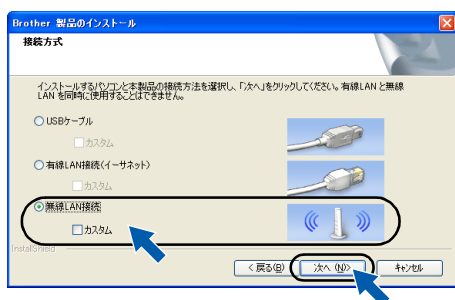 Brother 製品のインストール
接続方式
インストールするパソコンと本製品の接続方法を選択し、「次へ」をクリックしてください。有線LANと無線
LAN を同時に使用することはできません。
USBケーブル
カスタム
有線LAN接続(イーサネット)
カスタム
無線LAN接続
カスタム
InstallShield
< 戻る(B)
次へ (N)>
キャンセル